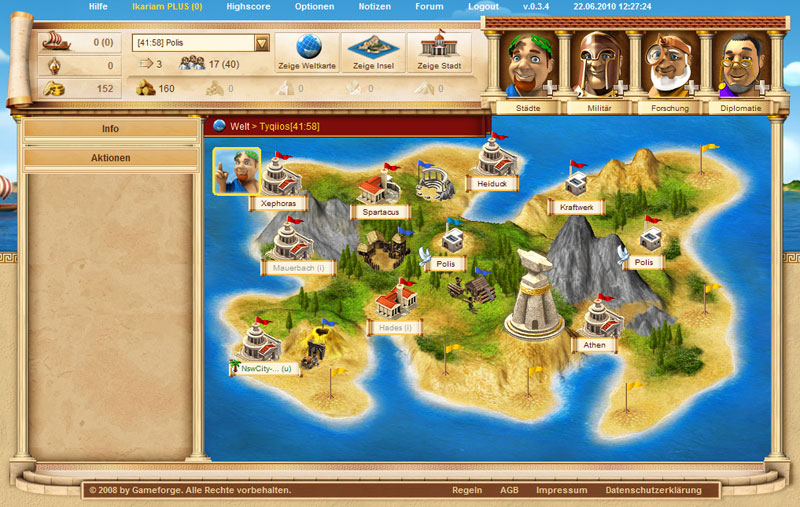 Hilfe Ikariam PLUS (0) Highscore Optionen Notizen Forum Logout v.0.3.4 22.06.2010 12:27:24
0 (0)
[41:58] Polis
0
3
17 (40)
Zeige Weltkarte
Zeige Insel
Zeige Stadt
152
160
0
0
0
0
Städte
Militär
Forschung
Diplomatie
Info
Welt > Tyqiios[41:58]
Aktionen
Heiduck
Xephoras
Spartacus
Kraftwerk
Mauerbach (i)
Polis
Polis
Hades (i)
Athen
NswCity-... (u)
© 2008 by Gameforge. Alle Rechte vorbehalten.
Regeln AGB Impressum Datenschutzerklärung